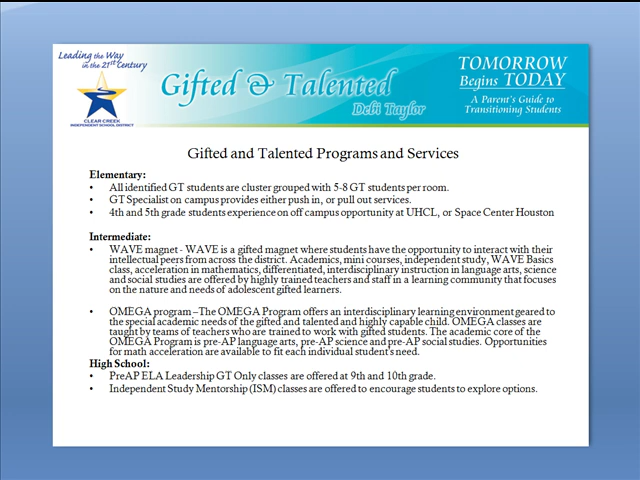 Leading the Way
in the 21st Century
CLEAR CREEK
INDEPENDENT SCHOOL DISTRICT
Gifted & Talented
Debi Taylor
TOMORROW
Begins TODAY
A Parent's Guide to
Transitioning Students
Gifted and Talented Programs and Services
Elementary:
• All identified GT students are cluster grouped with 5-8 GT students per room.
• GT Specialist on campus provides either push in, or pull out services.
• 4th and 5th grade students experience on off campus opportunity at UHCL, or Space Center Houston
Intermediate:
• WAVE magnet - WAVE is a gifted magnet where students have the opportunity to interact with their
intellectual peers from across the district. Academics, mini courses, independent study, WAVE Basics
class, acceleration in mathematics, differentiated, interdisciplinary instruction in language arts, science
and social studies are offered by highly trained teachers and staff in a learning community that focuses
on the nature and needs of adolescent gifted learners.
• OMEGA program –The OMEGA Program offers an interdisciplinary learning environment geared to
the special academic needs of the gifted and talented and highly capable child. OMEGA classes are
taught by teams of teachers who are trained to work with gifted students. The academic core of the
OMEGA Program is pre-AP language arts, pre-AP science and pre-AP social studies. Opportunities
for math acceleration are available to fit each individual student's need.
High School:
• PreAP ELA Leadership GT Only classes are offered at 9th and 10th grade.
• Independent Study Mentorship (ISM) classes are offered to encourage students to explore options.